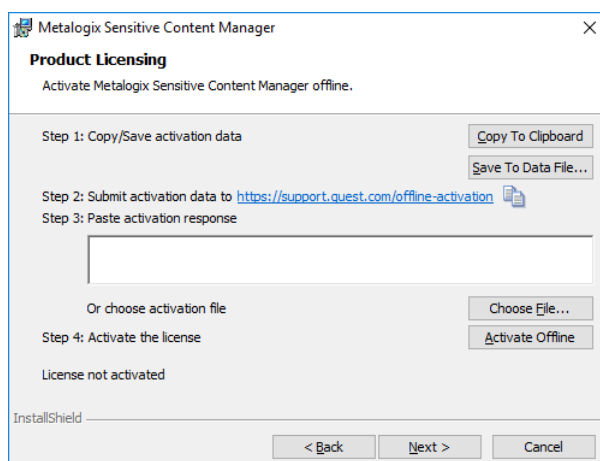 Metalogix Sensitive Content Manager
Product Licensing
Activate Metalogix Sensitive Content Manager offline.
Step 1: Copy/Save activation data
Copy To Clipboard
Save To Data File...
Step 2: Submit activation data to https://support.quest.com/offline-activation
Step 3: Paste activation response
Or choose activation file
Choose File...
Step 4: Activate the license
Activate Offline
License not activated
InstallShield
< Back
Next >
Cancel